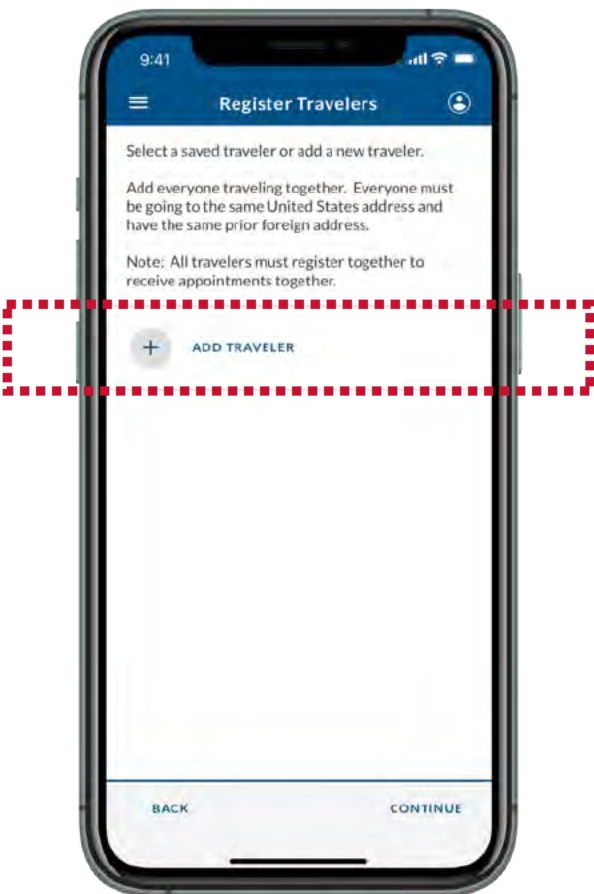 9:41
Register Travelers
Select a saved traveler or add a new traveler.
Add everyone traveling together. Everyone must
be going to the same United States address and
have the same prior foreign address.
Note: All travelers must register together to
receive appointments together.
+ ADD TRAVELER
BACK CONTINUE